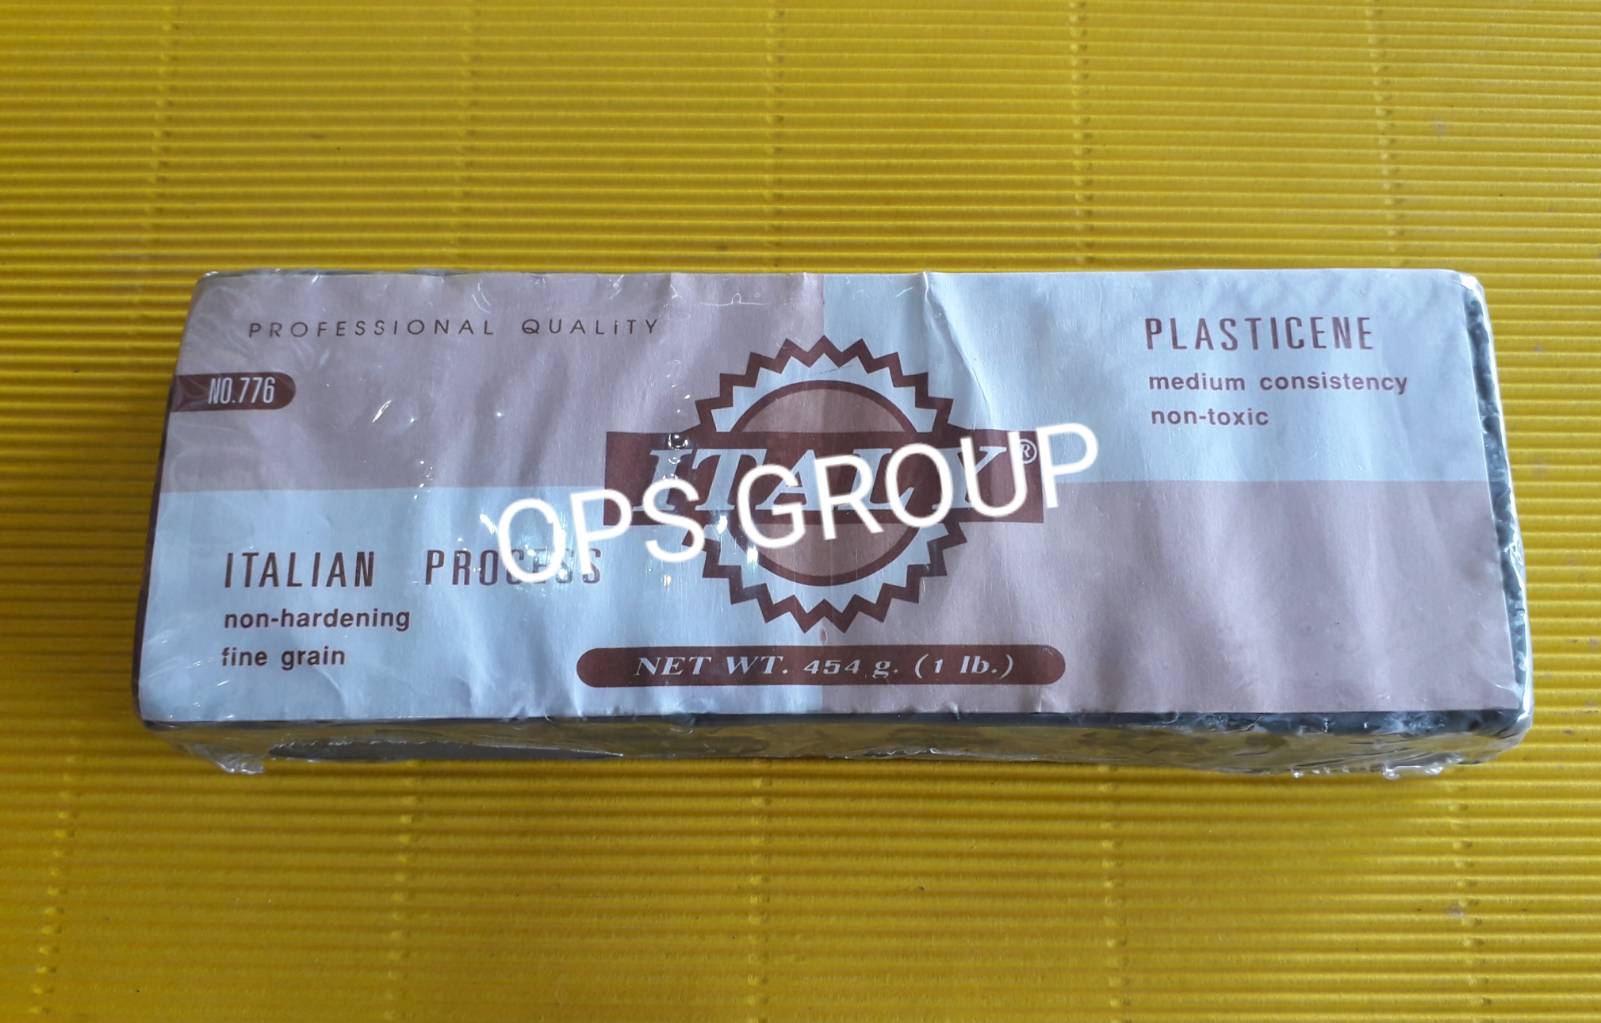 PROFESSIONAL QUALiTY
NO.776
PLASTICENE
medium consistency
non-toxic
ITALY®
OPS GROUP
ITALIAN PROCESS
non-hardening
fine grain
NET WT. 454 g. (1 lb.)